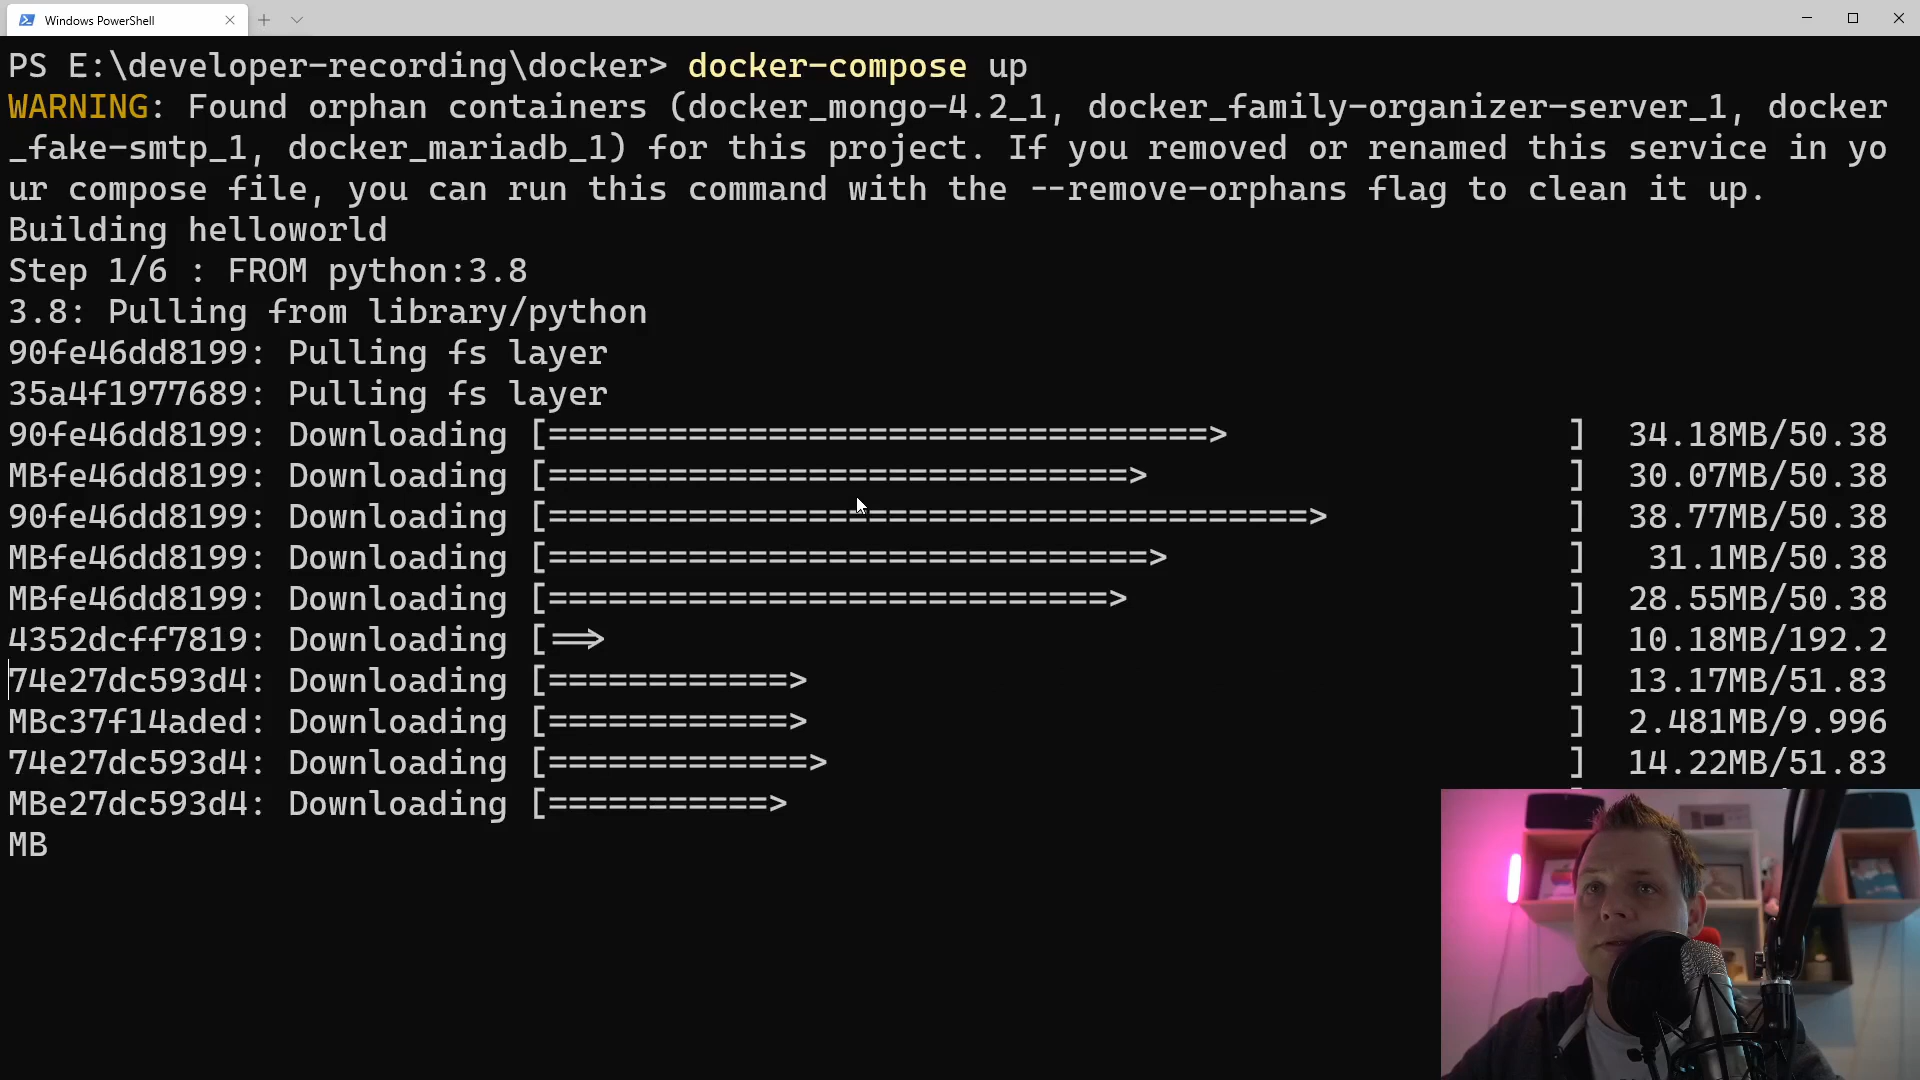 Windows PowerShell
PS E:\developer-recording\docker> docker-compose up
WARNING: Found orphan containers (docker_mongo-4.2_1, docker_family-organizer-server_1, docker
_fake-smtp_1, docker_mariadb_1) for this project. If you removed or renamed this service in yo
ur compose file, you can run this command with the --remove-orphans flag to clean it up.
Building helloworld
Step 1/6 : FROM python:3.8
3.8: Pulling from library/python
90fe46dd8199: Pulling fs layer
35a4f1977689: Pulling fs layer
90fe46dd8199: Downloading [=================================>                 ]  34.18MB/50.38
MBfe46dd8199: Downloading [=============================>                     ]  30.07MB/50.38
90fe46dd8199: Downloading [======================================>            ]  38.77MB/50.38
MBfe46dd8199: Downloading [==============================>                    ]   31.1MB/50.38
MBfe46dd8199: Downloading [============================>                      ]  28.55MB/50.38
4352dcff7819: Downloading [==>                                                ]  10.18MB/192.2
74e27dc593d4: Downloading [============>                                      ]  13.17MB/51.83
MBc37f14aded: Downloading [============>                                      ]  2.481MB/9.996
74e27dc593d4: Downloading [=============>                                     ]  14.22MB/51.83
MBe27dc593d4: Downloading [===========>
MB